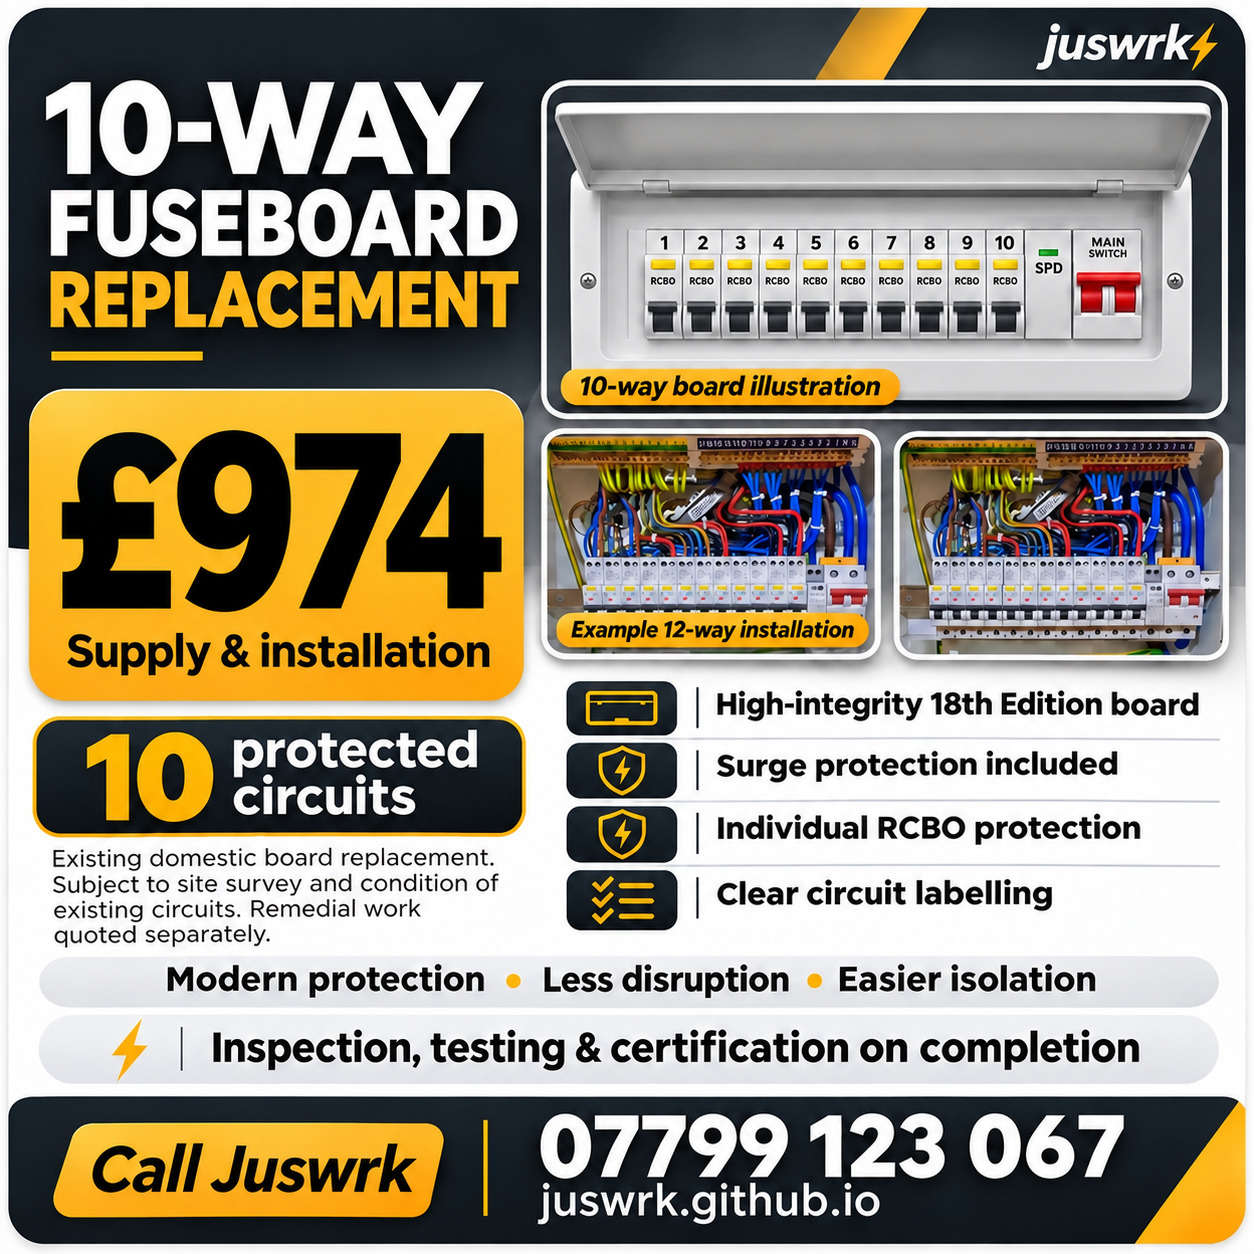 juswrk
10-WAY
FUSEBOARD
REPLACEMENT
1 2 3 4 5 6 7 8 9 10
RCBO RCBO RCBO RCBO RCBO RCBO RCBO RCBO RCBO RCBO
SPD
MAIN
SWITCH
10-way board illustration
£974
Supply & installation
Example 12-way installation
10 protected
circuits
Existing domestic board replacement.
Subject to site survey and condition of
existing circuits. Remedial work
quoted separately.
High-integrity 18th Edition board
Surge protection included
Individual RCBO protection
Clear circuit labelling
Modern protection • Less disruption • Easier isolation
Inspection, testing & certification on completion
Call Juswrk
07799 123 067
juswrk.github.io